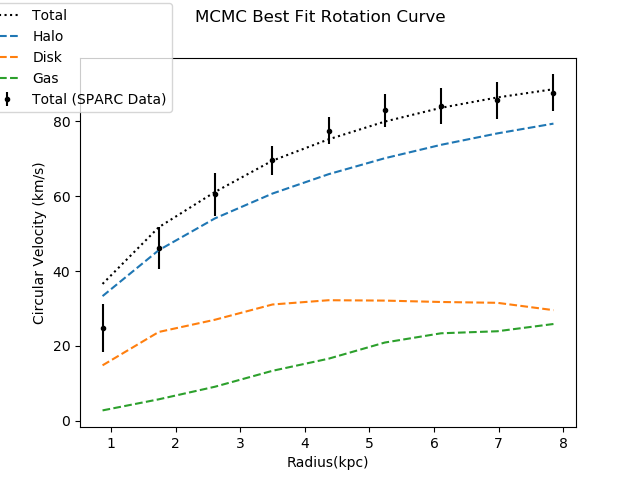 MCMC Best Fit Rotation Curve
Total
Halo
Disk
Gas
Total (SPARC Data)
80
60
40
20
0
Circular Velocity (km/s)
1 2 3 4 5 6 7 8
Radius(kpc)